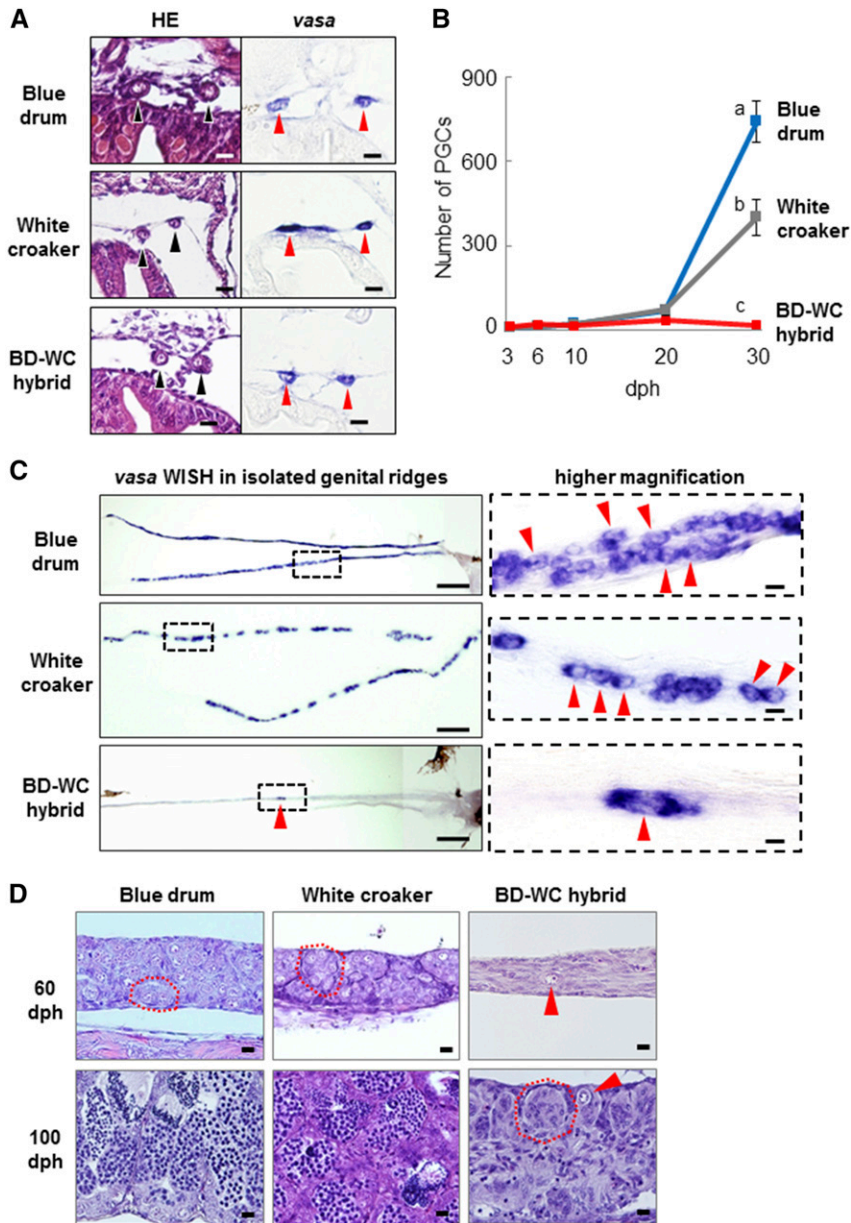 A
HE
vasa
Blue
drum
White
croaker
BD-WC
hybrid
B
Number of PGCs
900
600
300
0
3 6 10 20 30
dph
a
b
c
Blue
drum
White
croaker
BD-WC
hybrid
C
vasa WISH in isolated genital ridges
higher magnification
Blue
drum
White
croaker
BD-WC
hybrid
D
Blue drum
White croaker
BD-WC hybrid
60
dph
100
dph